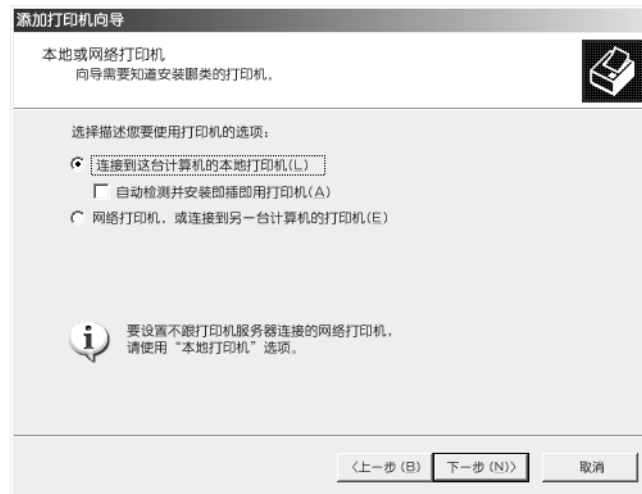 添加打印机向导
本地或网络打印机
向导需要知道安装哪类的打印机。
选择描述您要使用打印机的选项：
连接到这台计算机的本地打印机(L)
自动检测并安装即插即用打印机(A)
网络打印机，或连接到另一台计算机的打印机(E)
要设置不跟打印机服务器连接的网络打印机，
请使用“本地打印机”选项。
〈上一步 (B) 下一步 (N)〉 取消